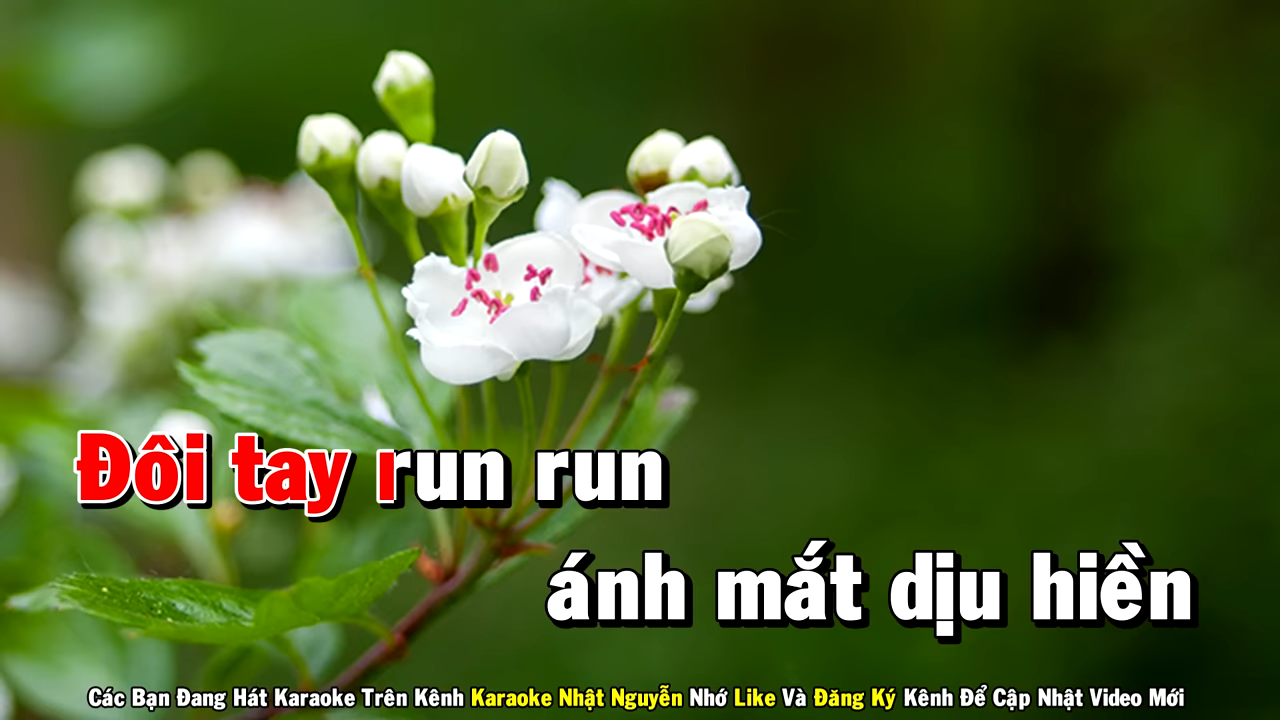 Đôi tay run run
ánh mắt dịu hiền
Các Bạn Đang Hát Karaoke Trên Kênh Karaoke Nhật Nguyễn Nhớ Like Và Đăng Ký Kênh Để Cập Nhật Video Mới